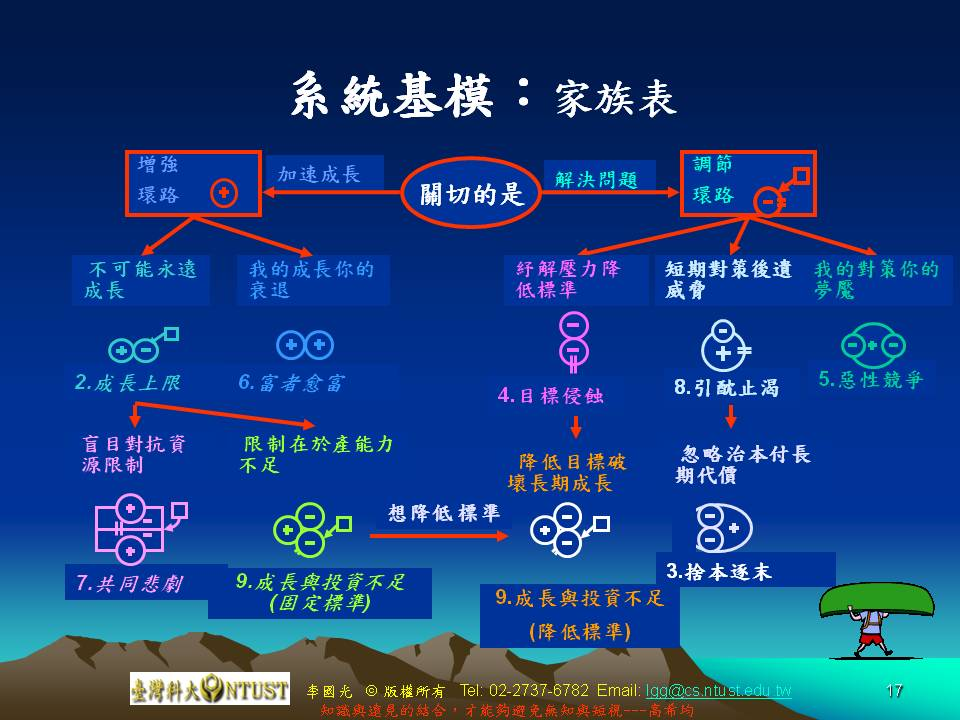 系統基模：家族表
增強
環路
加速成長
關切的是
解決問題
調節
環路
不可能永遠
成長
我的成長你的
衰退
紓解壓力降
低標準
短期對策後遺
威脅
我的對策你的
夢魘
2.成長上限
6.富者愈富
4.目標侵蝕
8.引酖止渴
5.惡性競爭
盲目對抗資
源限制
限制在於產能力
不足
降低目標破
壞長期成長
忽略治本付長
期代價
想降低標準
7.共同悲劇
9.成長與投資不足
(固定標準)
9.成長與投資不足
(降低標準)
3.捨本逐末
臺灣科大 NTUST
李國光 © 版權所有 Tel: 02-2737-6782 Email: lgg@cs.ntust.edu.tw
17
知識與遠見的結合，才能夠避免無知與短視---高希均